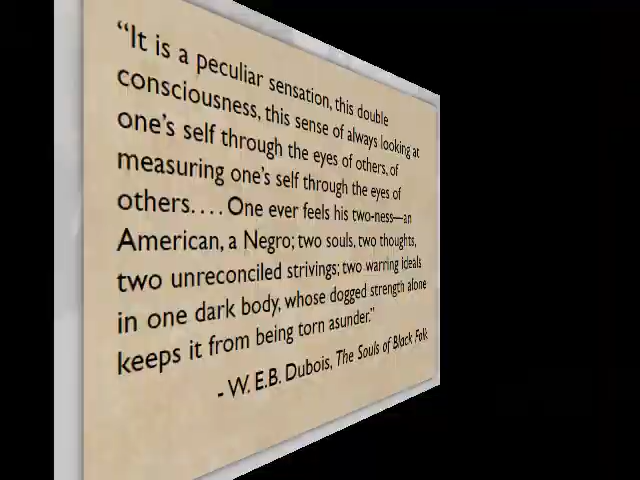 “It is a peculiar sensation, this double
consciousness, this sense of always looking at
one’s self through the eyes of others, of
measuring one’s self through the eyes of
others.... One ever feels his two-ness—an
American, a Negro; two souls, two thoughts,
two unreconciled strivings; two warring ideals
in one dark body, whose dogged strength alone
keeps it from being torn asunder.”
- W. E.B. Dubois, The Souls of Black Folk